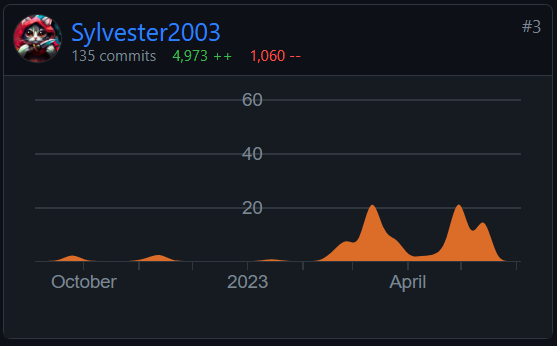 Sylvester2003
#3
135 commits 4,973 ++ 1,060 --
60
40
20
October 2023 April